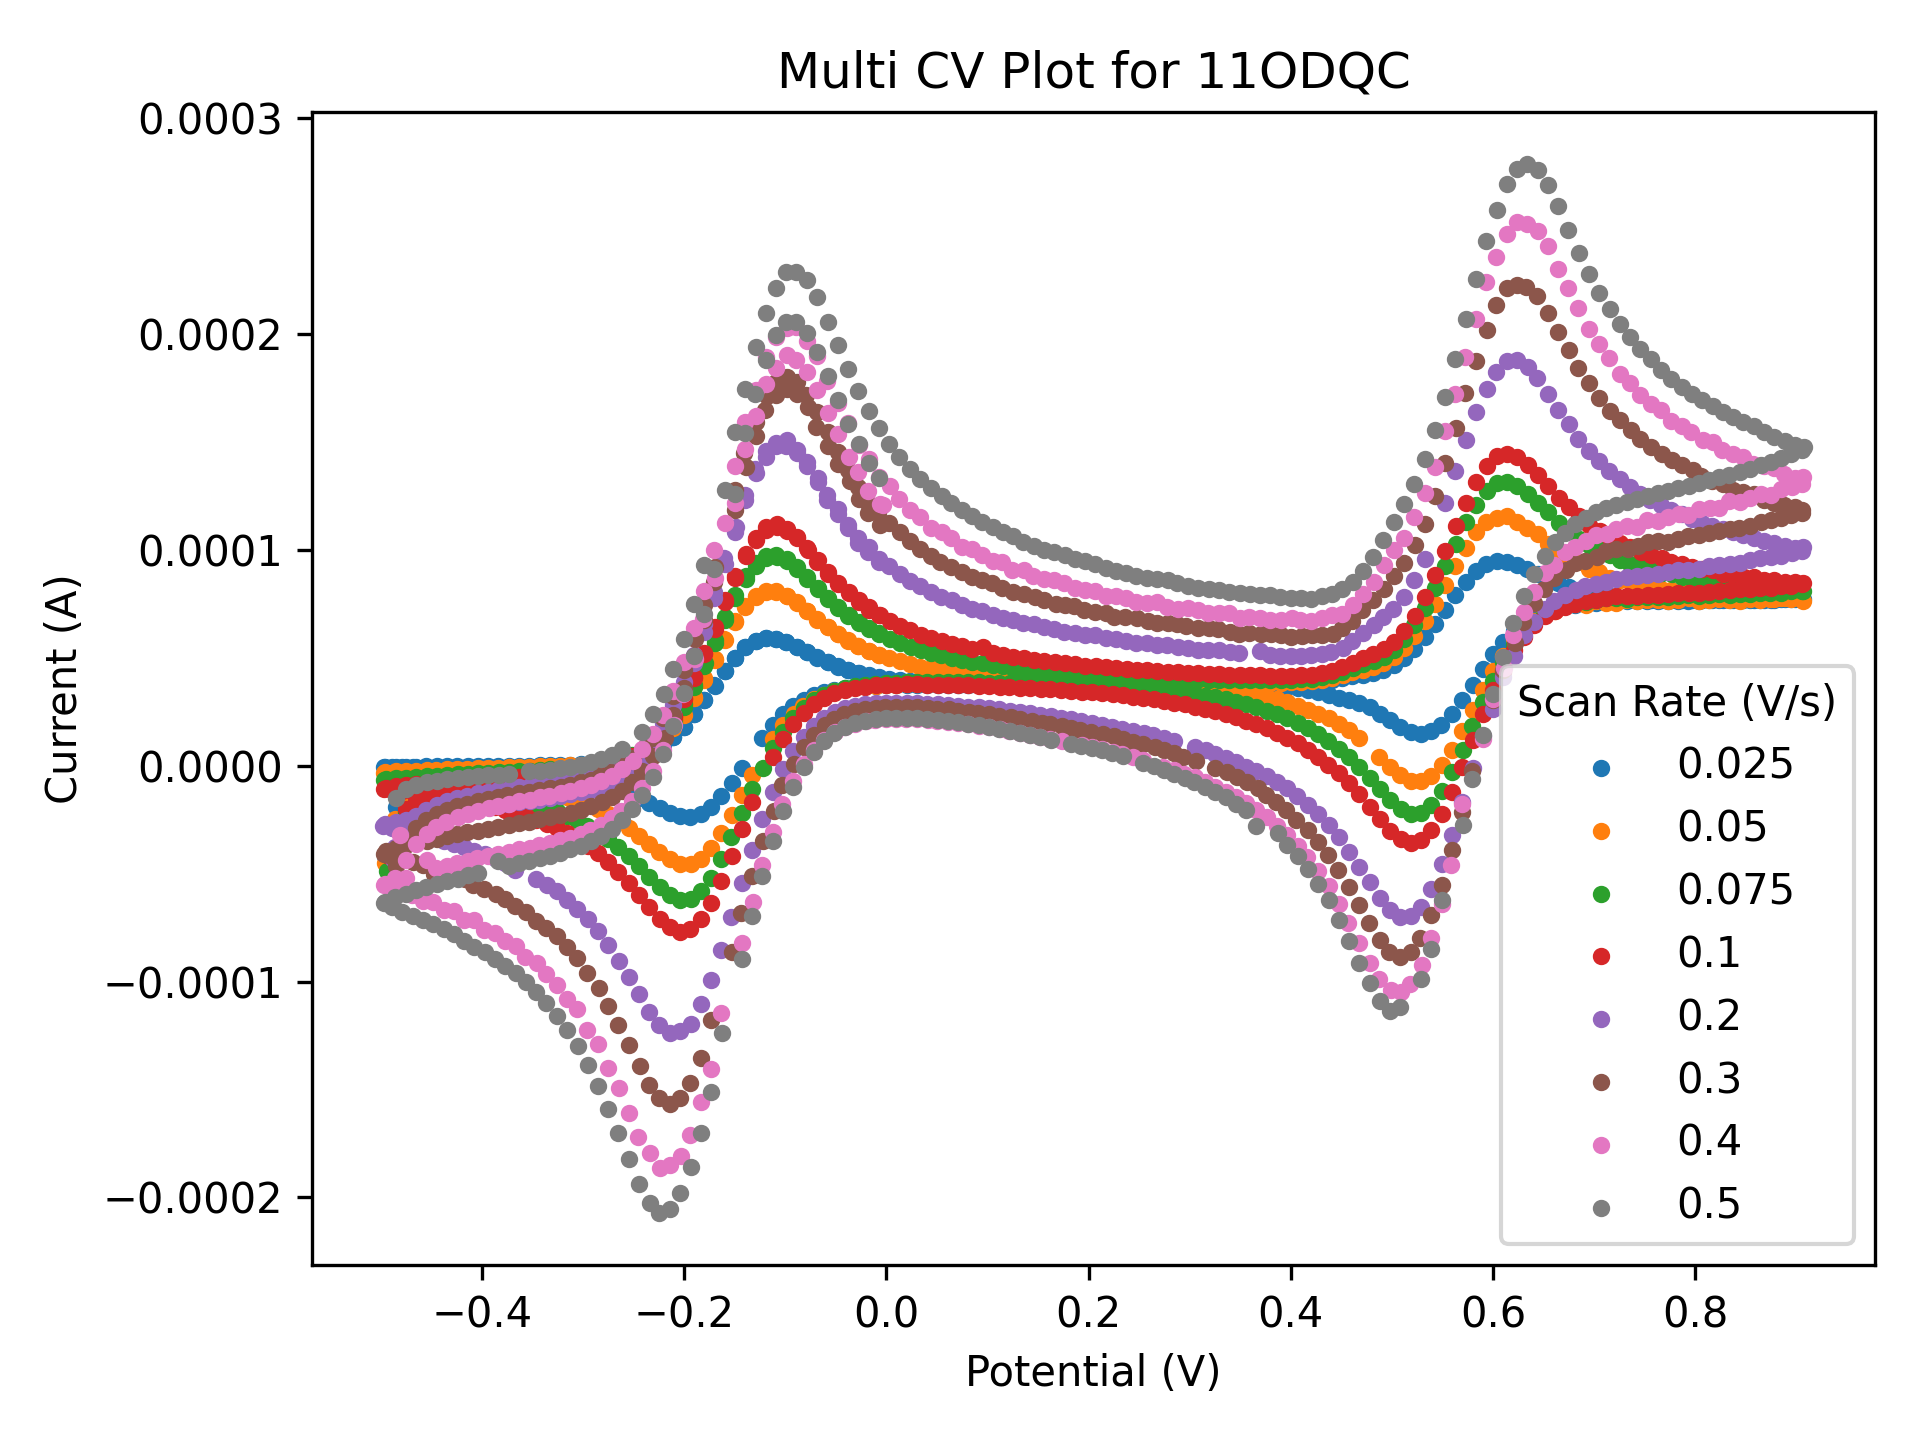 Multi CV Plot for 11ODQC
0.0003
0.0002
0.0001
0.0000
−0.0001
−0.0002
Current (A)
Scan Rate (V/s)
0.025
0.05
0.075
0.1
0.2
0.3
0.4
0.5
−0.4 −0.2 0.0 0.2 0.4 0.6 0.8
Potential (V)